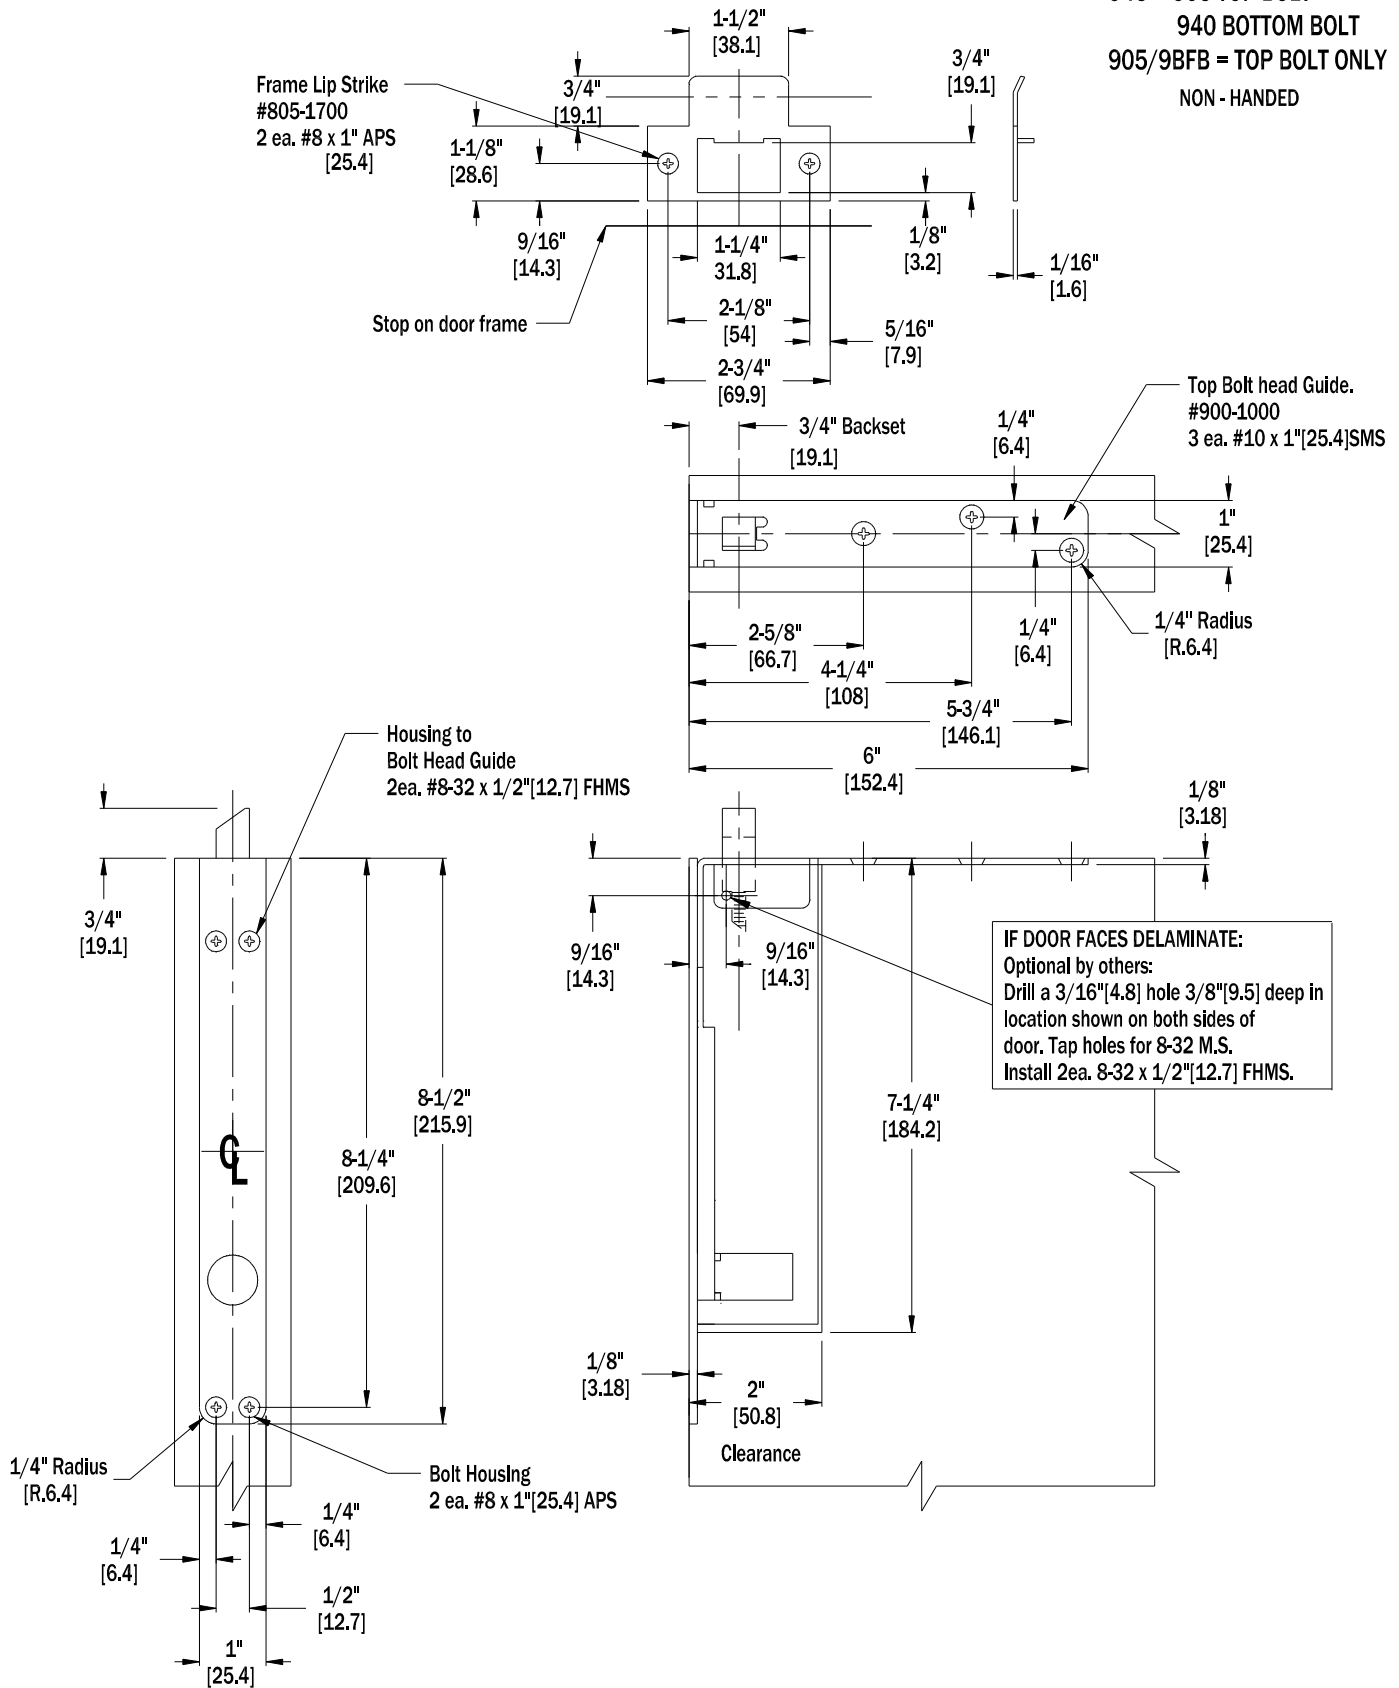 940 BOTTOM BOLT
905/9BFB = TOP BOLT ONLY
NON - HANDED
1-1/2"
[38.1]
Frame Lip Strike
#805-1700
2 ea. #8 x 1" APS
[25.4]
3/4"
[19.1]
3/4"
[19.1]
1-1/8"
[28.6]
9/16"
[14.3]
1-1/4"
31.8]
1/8"
[3.2]
1/16"
[1.6]
Stop on door frame
2-1/8"
[54]
5/16"
[7.9]
2-3/4"
[69.9]
Top Bolt head Guide.
#900-1000
3 ea. #10 x 1"[25.4]SMS
3/4" Backset
[19.1]
1/4"
[6.4]
1"
[25.4]
2-5/8"
[66.7]
1/4"
[6.4]
1/4" Radius
[R.6.4]
4-1/4"
[108]
5-3/4"
[146.1]
6"
[152.4]
Housing to
Bolt Head Guide
2ea. #8-32 x 1/2"[12.7] FHMS
1/8"
[3.18]
3/4"
[19.1]
9/16"
[14.3]
9/16"
[14.3]
IF DOOR FACES DELAMINATE:
Optional by others:
Drill a 3/16"[4.8] hole 3/8"[9.5] deep in
location shown on both sides of
door. Tap holes for 8-32 M.S.
Install 2ea. 8-32 x 1/2"[12.7] FHMS.
8-1/2"
[215.9]
7-1/4"
[184.2]
CL
8-1/4"
[209.6]
1/8"
[3.18]
2"
[50.8]
Clearance
1/4" Radius
[R.6.4]
Bolt Housing
2 ea. #8 x 1"[25.4] APS
1/4"
[6.4]
1/4"
[6.4]
1/2"
[12.7]
1"
[25.4]